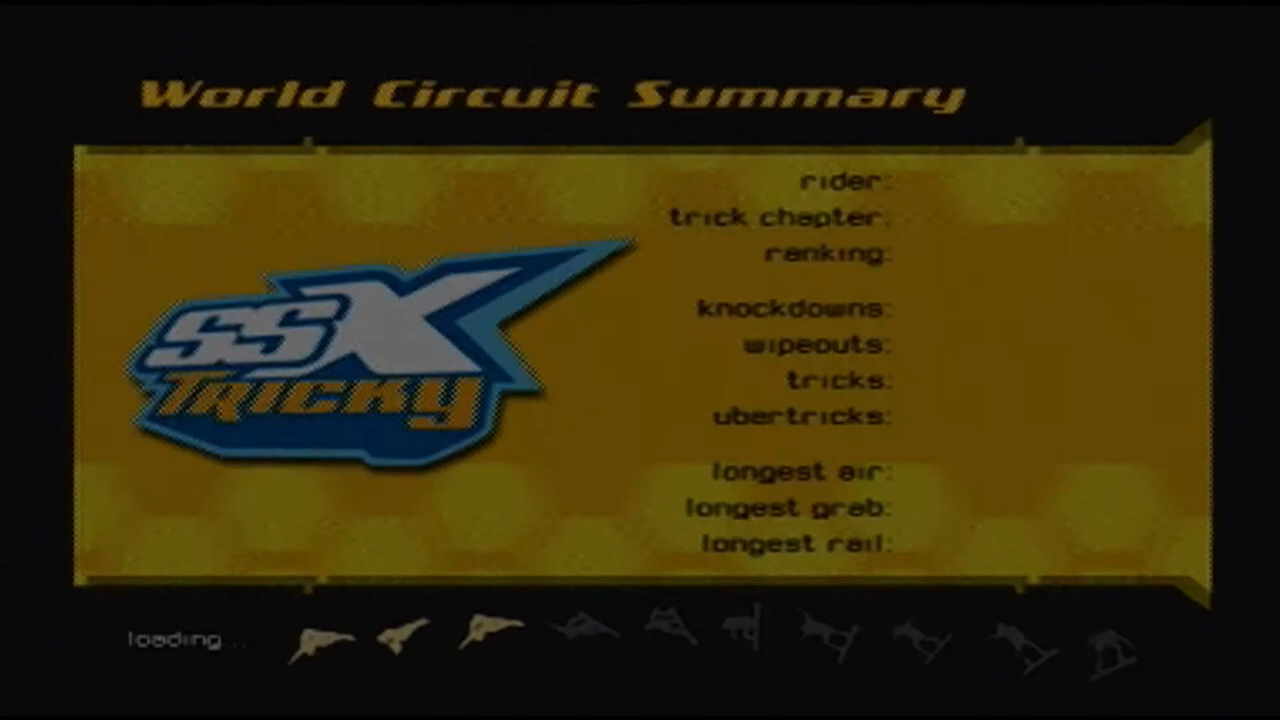 World Circuit Summary
rider:
trick chapter:
ranking:
knockdowns:
wipeouts:
tricks:
ubertricks:
longest air:
longest grab:
longest rail:
SSX
TRICKY
loading...